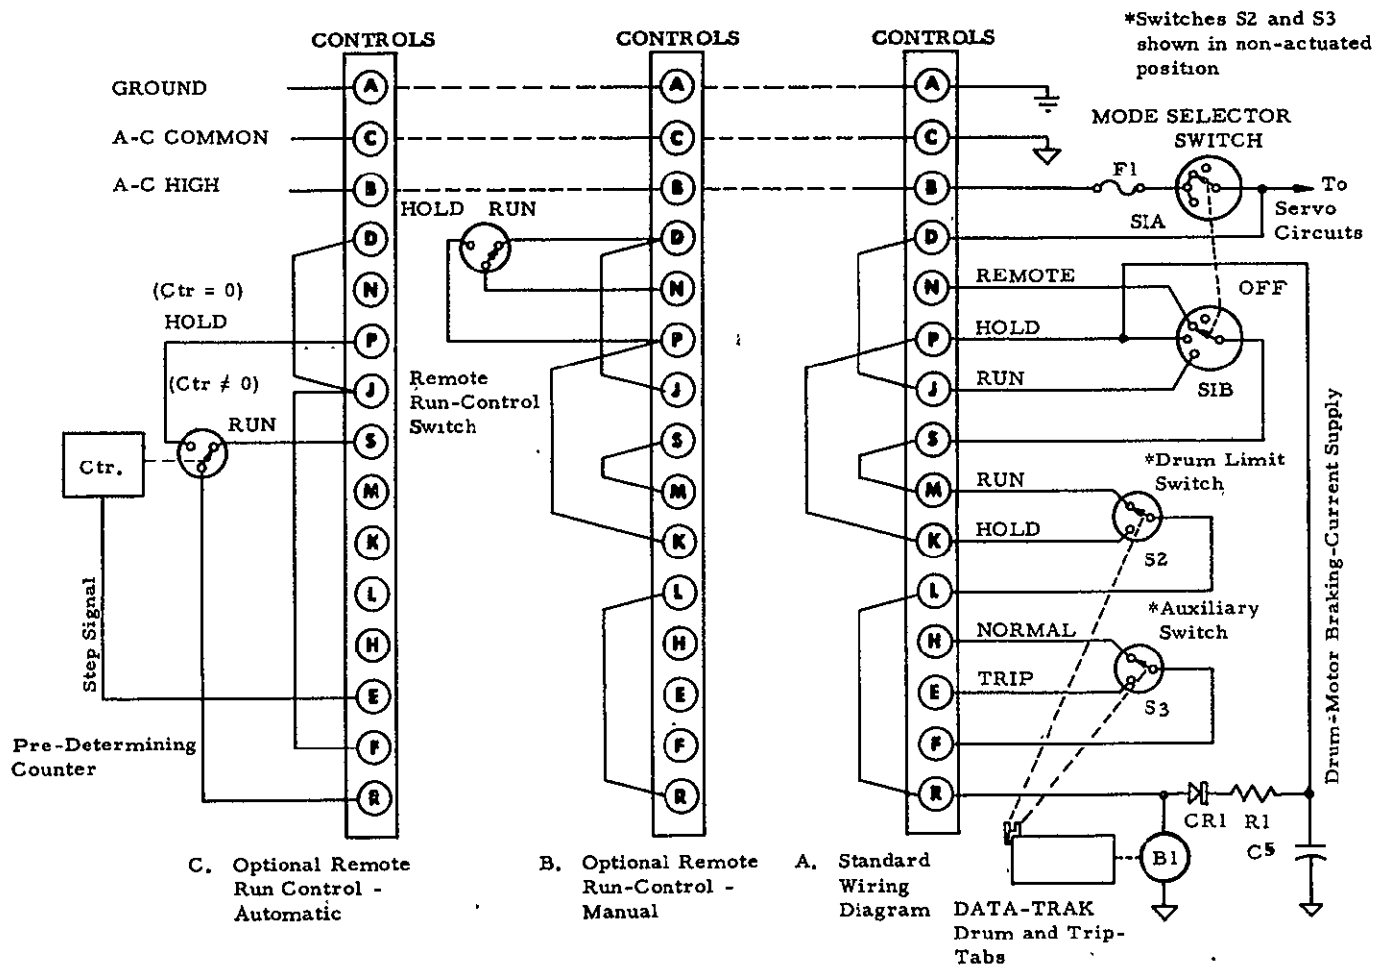 *Switches S2 and S3
shown in non-actuated
position
CONTROLS
CONTROLS
CONTROLS
GROUND
A-C COMMON
A-C HIGH
A
C
B
D
N
P
J
S
M
K
L
H
E
F
R
(Ctr = 0)
HOLD
(Ctr ≠ 0)
RUN
Ctr.
Step Signal
Pre-Determining
Counter
C. Optional Remote
Run Control -
Automatic
HOLD RUN
Remote
Run-Control
Switch
A
C
B
D
N
P
J
S
M
K
L
H
E
F
R
B. Optional Remote
Run-Control -
Manual
A
C
B
D
N
P
J
S
M
K
L
H
E
F
R
MODE SELECTOR
SWITCH
F1
S1A
To
Servo
Circuits
REMOTE
OFF
HOLD
RUN
S1B
*Drum Limit
Switch
RUN
HOLD
S2
*Auxiliary
Switch
NORMAL
TRIP
S3
Drum-Motor Braking-Current Supply
CR1 R1
C5
B1
A. Standard
Wiring
Diagram
DATA-TRAK
Drum and Trip-
Tabs